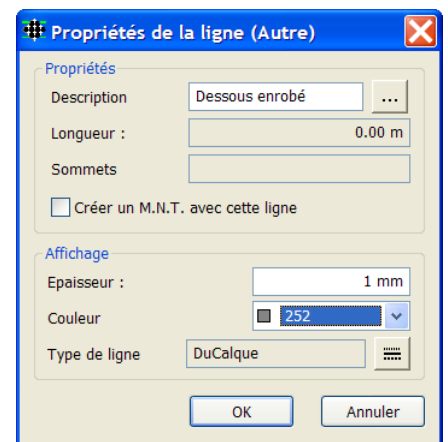 Propriétés de la ligne (Autre)
Propriétés
Description Dessous enrobé ...
Longueur : 0.00 m
Sommets
Créer un M.N.T. avec cette ligne
Affichage
Epaisseur : 1 mm
Couleur 252
Type de ligne DuCalque
OK Annuler